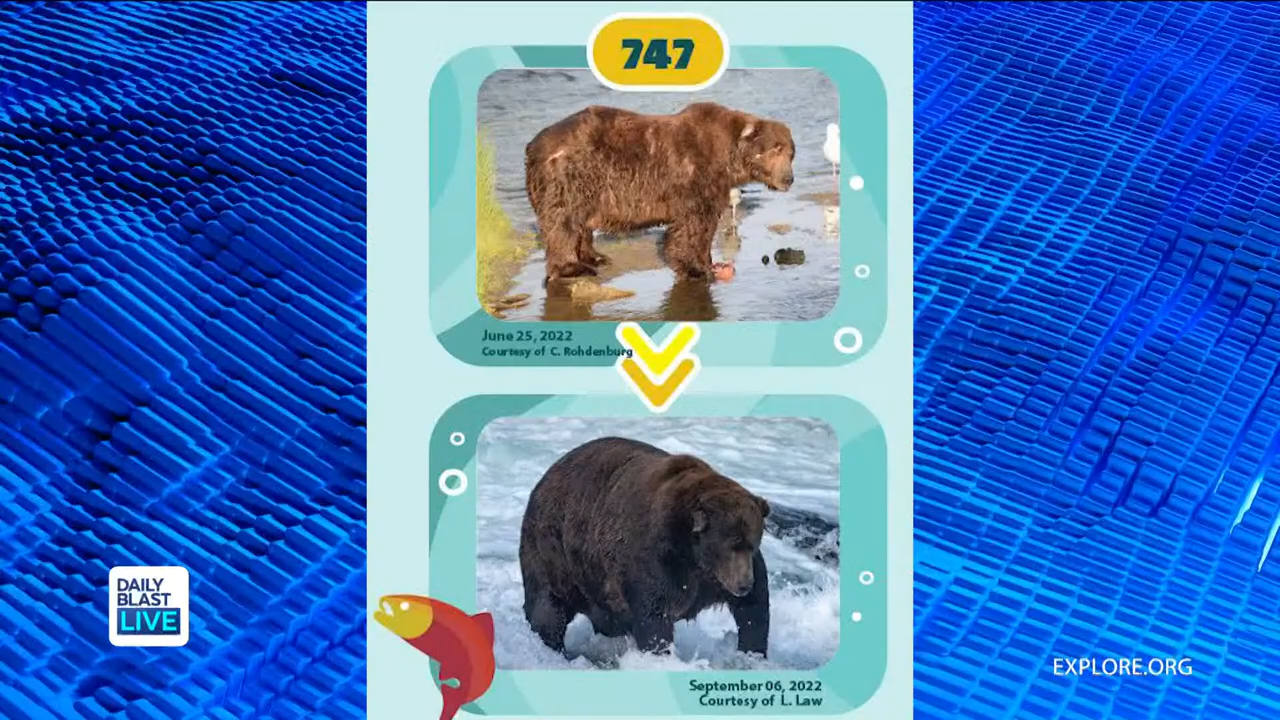 747
June 25, 2022
Courtesy of C. Rohdenburg
September 06, 2022
Courtesy of L. Law
DAILY
BLAST
LIVE
EXPLORE.ORG